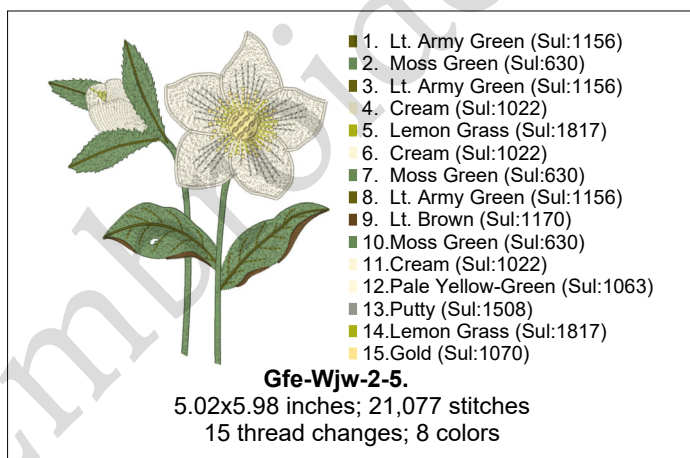 1. Lt. Army Green (Sul:1156)
2. Moss Green (Sul:630)
3. Lt. Army Green (Sul:1156)
4. Cream (Sul:1022)
5. Lemon Grass (Sul:1817)
6. Cream (Sul:1022)
7. Moss Green (Sul:630)
8. Lt. Army Green (Sul:1156)
9. Lt. Brown (Sul:1170)
10.Moss Green (Sul:630)
11.Cream (Sul:1022)
12.Pale Yellow-Green (Sul:1063)
13.Putty (Sul:1508)
14.Lemon Grass (Sul:1817)
15.Gold (Sul:1070)
Gfe-Wjw-2-5.
5.02x5.98 inches; 21,077 stitches
15 thread changes; 8 colors